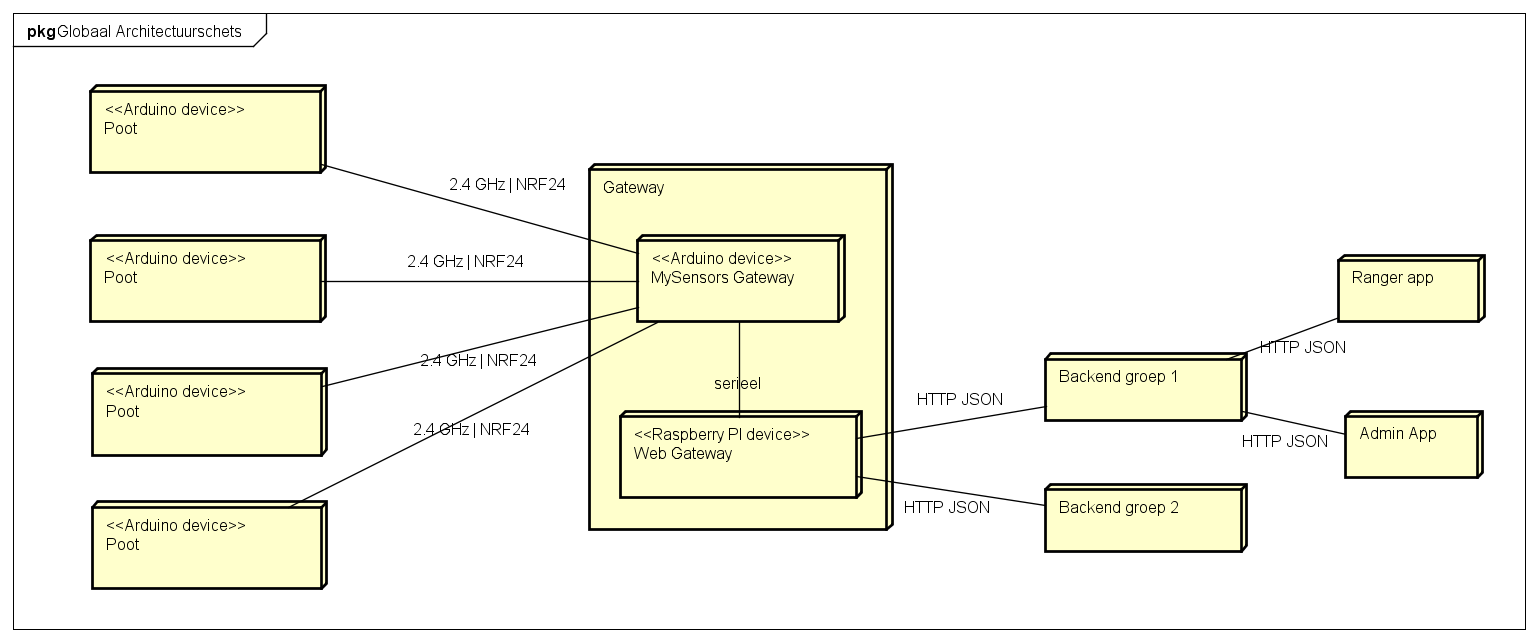 pkgGlobaal Architectuurschets
<<Arduino device>>
Poot
2.4 GHz | NRF24
<<Arduino device>>
Poot
2.4 GHz | NRF24
<<Arduino device>>
Poot
2.4 GHz | NRF24
<<Arduino device>>
Poot
2.4 GHz | NRF24
Gateway
<<Arduino device>>
MySensors Gateway
serieel
<<Raspberry PI device>>
Web Gateway
HTTP JSON
HTTP JSON
Backend groep 1
Backend groep 2
HTTP JSON
HTTP JSON
Ranger app
Admin App